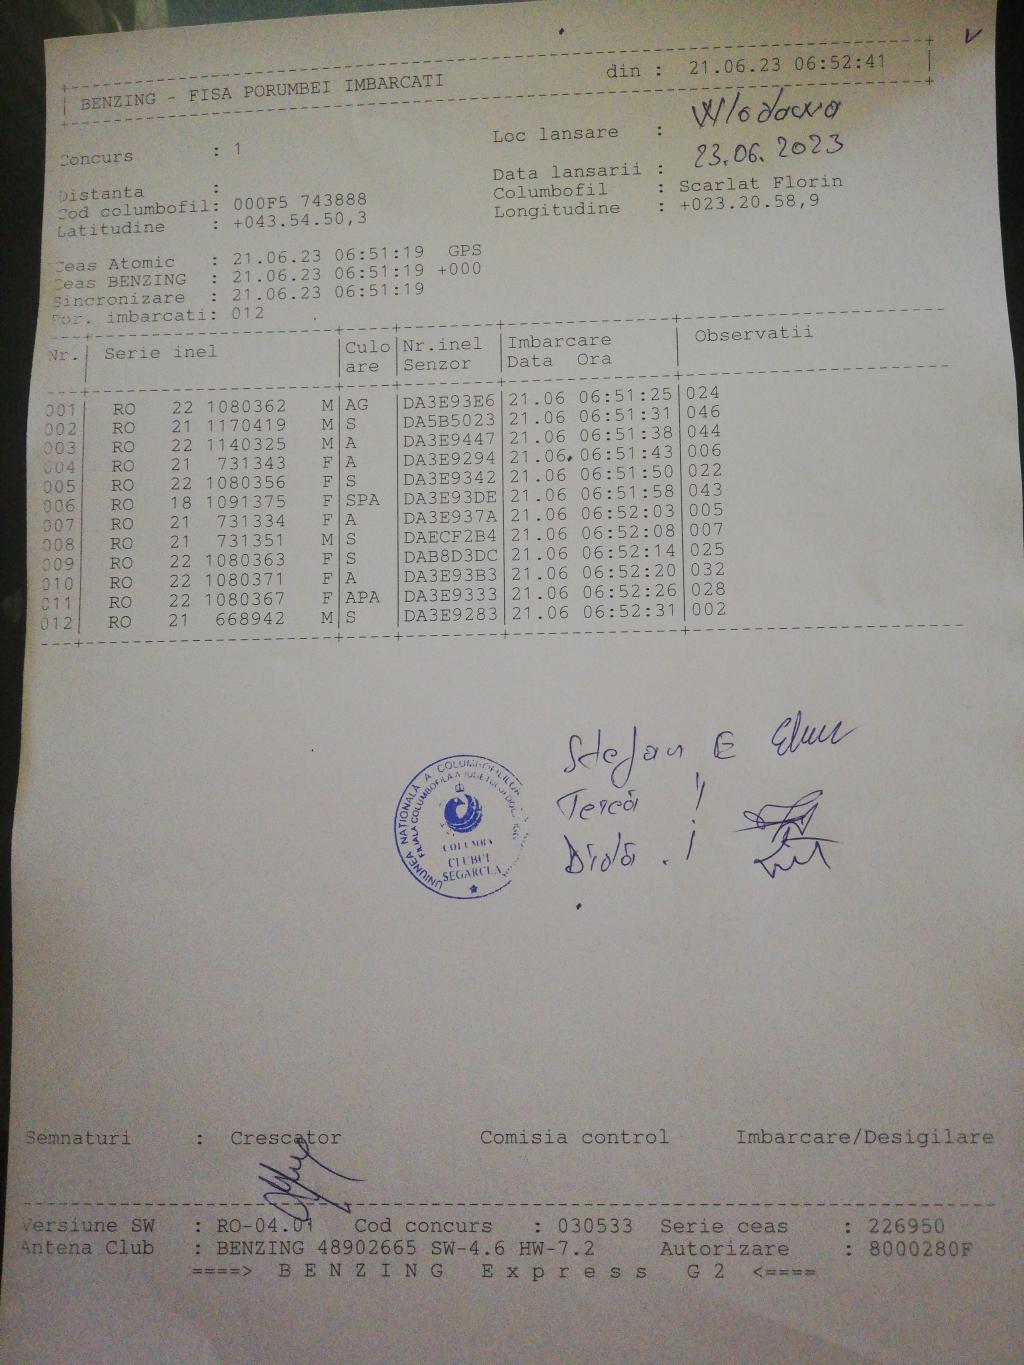 BENZING - FISA PORUMBEI IMBARCATI din : 21.06.23 06:52:41
Concurs : 1
Loc lansare : Wlodawa
Data lansarii : 23.06.2023
Distanta :
Columbofil : Scarlat Florin
Cod columbofil: 000F5 743888
Longitudine : +023.20.58,9
Latitudine : +043.54.50,3
Ceas Atomic : 21.06.23 06:51:19 GPS
Ceas BENZING : 21.06.23 06:51:19 +000
Sincronizare : 21.06.23 06:51:19
Por. imbarcati: 012
Nr. Serie inel Culo Nr.inel Imbarcare Observatii
are Senzor Data Ora
001 RO 22 1080362 M AG DA3E93E6 21.06 06:51:25 024
002 RO 21 1170419 M S DA5B5023 21.06 06:51:31 046
003 RO 22 1140325 M A DA3E9447 21.06 06:51:38 044
004 RO 21 731343 F A DA3E9294 21.06 06:51:43 006
005 RO 22 1080356 F S DA3E9342 21.06 06:51:50 022
006 RO 18 1091375 F SPA DA3E93DE 21.06 06:51:58 043
007 RO 21 731334 F A DA3E937A 21.06 06:52:03 005
008 RO 21 731351 M S DAECF2B4 21.06 06:52:08 007
009 RO 22 1080363 F S DAB8D3DC 21.06 06:52:14 025
010 RO 22 1080371 F A DA3E93B3 21.06 06:52:20 032
011 RO 22 1080367 F APA DA3E9333 21.06 06:52:26 028
012 RO 21 668942 M S DA3E9283 21.06 06:52:31 002
Stefan E
UNIUNEA NATIONALA A COLUMBOFILILOR
FILIALA COLUMBOFILA A JUDETULUI DOLJ
COLUMBA
CLUBUL
SEGARCEA
Semnaturi : Crescator Comisia control Imbarcare/Desigilare
Versiune SW : RO-04.01 Cod concurs : 030533 Serie ceas : 226950
Antena Club : BENZING 48902665 SW-4.6 HW-7.2 Autorizare : 8000280F
====> B E N Z I N G E x p r e s s G 2 <====